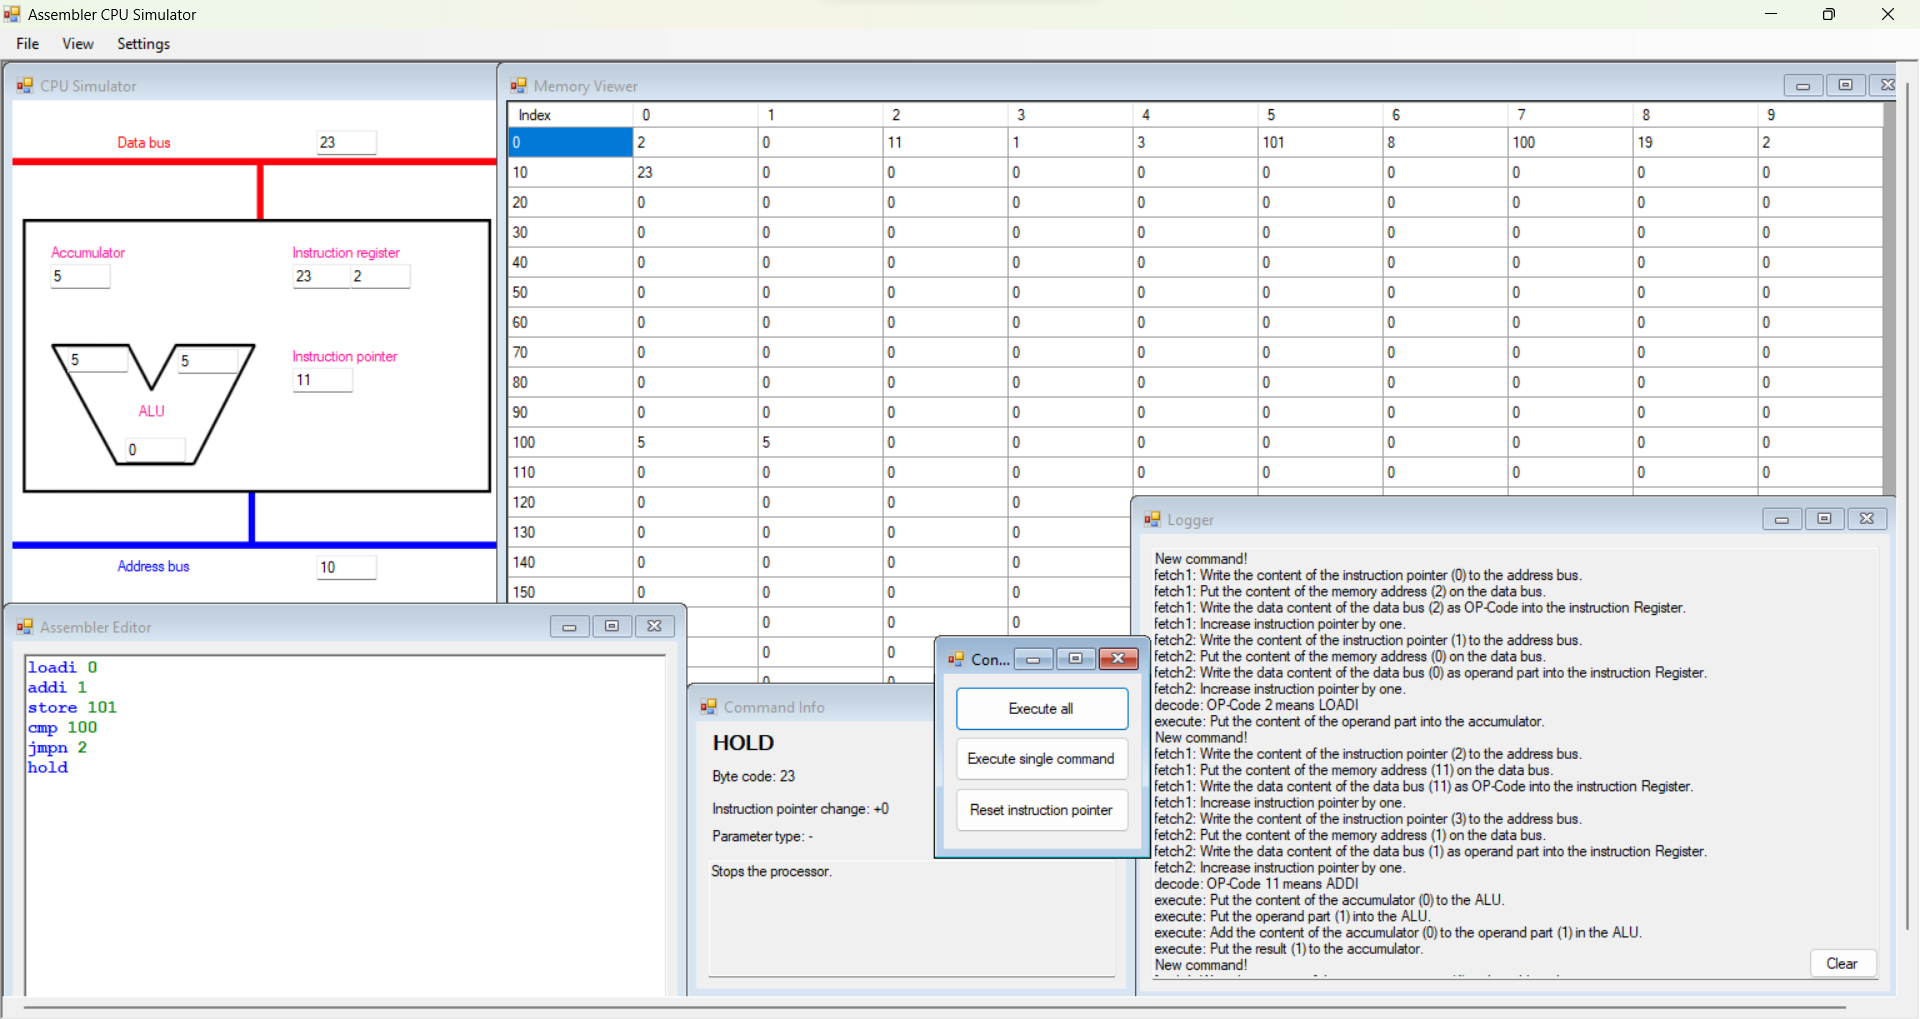 Assembler CPU Simulator
File View Settings
CPU Simulator
Data bus 23
Accumulator
5
Instruction register
23 2
5 5
ALU
0
Instruction pointer
11
Address bus 10
Memory Viewer
Index 0 1 2 3 4 5 6 7 8 9
0 2 0 11 1 3 101 8 100 19 2
10 23 0 0 0 0 0 0 0 0 0
20 0 0 0 0 0 0 0 0 0 0
30 0 0 0 0 0 0 0 0 0 0
40 0 0 0 0 0 0 0 0 0 0
50 0 0 0 0 0 0 0 0 0 0
60 0 0 0 0 0 0 0 0 0 0
70 0 0 0 0 0 0 0 0 0 0
80 0 0 0 0 0 0 0 0 0 0
90 0 0 0 0 0 0 0 0 0 0
100 5 5 0 0 0 0 0 0 0 0
110 0 0 0 0 0 0 0 0 0 0
120 0 0 0 0
130 0 0 0 0
140 0 0 0 0
150 0 0 0 0
0 0 0
0 0
0 0
Assembler Editor
loadi 0
addi 1
store 101
cmp 100
jmpn 2
hold
Command Info
HOLD
Byte code: 23
Instruction pointer change: +0
Parameter type: -
Stops the processor.
Con...
Execute all
Execute single command
Reset instruction pointer
Logger
New command!
fetch1: Write the content of the instruction pointer (0) to the address bus.
fetch1: Put the content of the memory address (2) on the data bus.
fetch1: Write the data content of the data bus (2) as OP-Code into the instruction Register.
fetch1: Increase instruction pointer by one.
fetch2: Write the content of the instruction pointer (1) to the address bus.
fetch2: Put the content of the memory address (0) on the data bus.
fetch2: Write the data content of the data bus (0) as operand part into the instruction Register.
fetch2: Increase instruction pointer by one.
decode: OP-Code 2 means LOADI
execute: Put the content of the operand part into the accumulator.
New command!
fetch1: Write the content of the instruction pointer (2) to the address bus.
fetch1: Put the content of the memory address (11) on the data bus.
fetch1: Write the data content of the data bus (11) as OP-Code into the instruction Register.
fetch1: Increase instruction pointer by one.
fetch2: Write the content of the instruction pointer (3) to the address bus.
fetch2: Put the content of the memory address (1) on the data bus.
fetch2: Write the data content of the data bus (1) as operand part into the instruction Register.
fetch2: Increase instruction pointer by one.
decode: OP-Code 11 means ADDI
execute: Put the content of the accumulator (0) to the ALU.
execute: Put the operand part (1) into the ALU.
execute: Add the content of the accumulator (0) to the operand part (1) in the ALU.
execute: Put the result (1) to the accumulator.
New command!
Clear